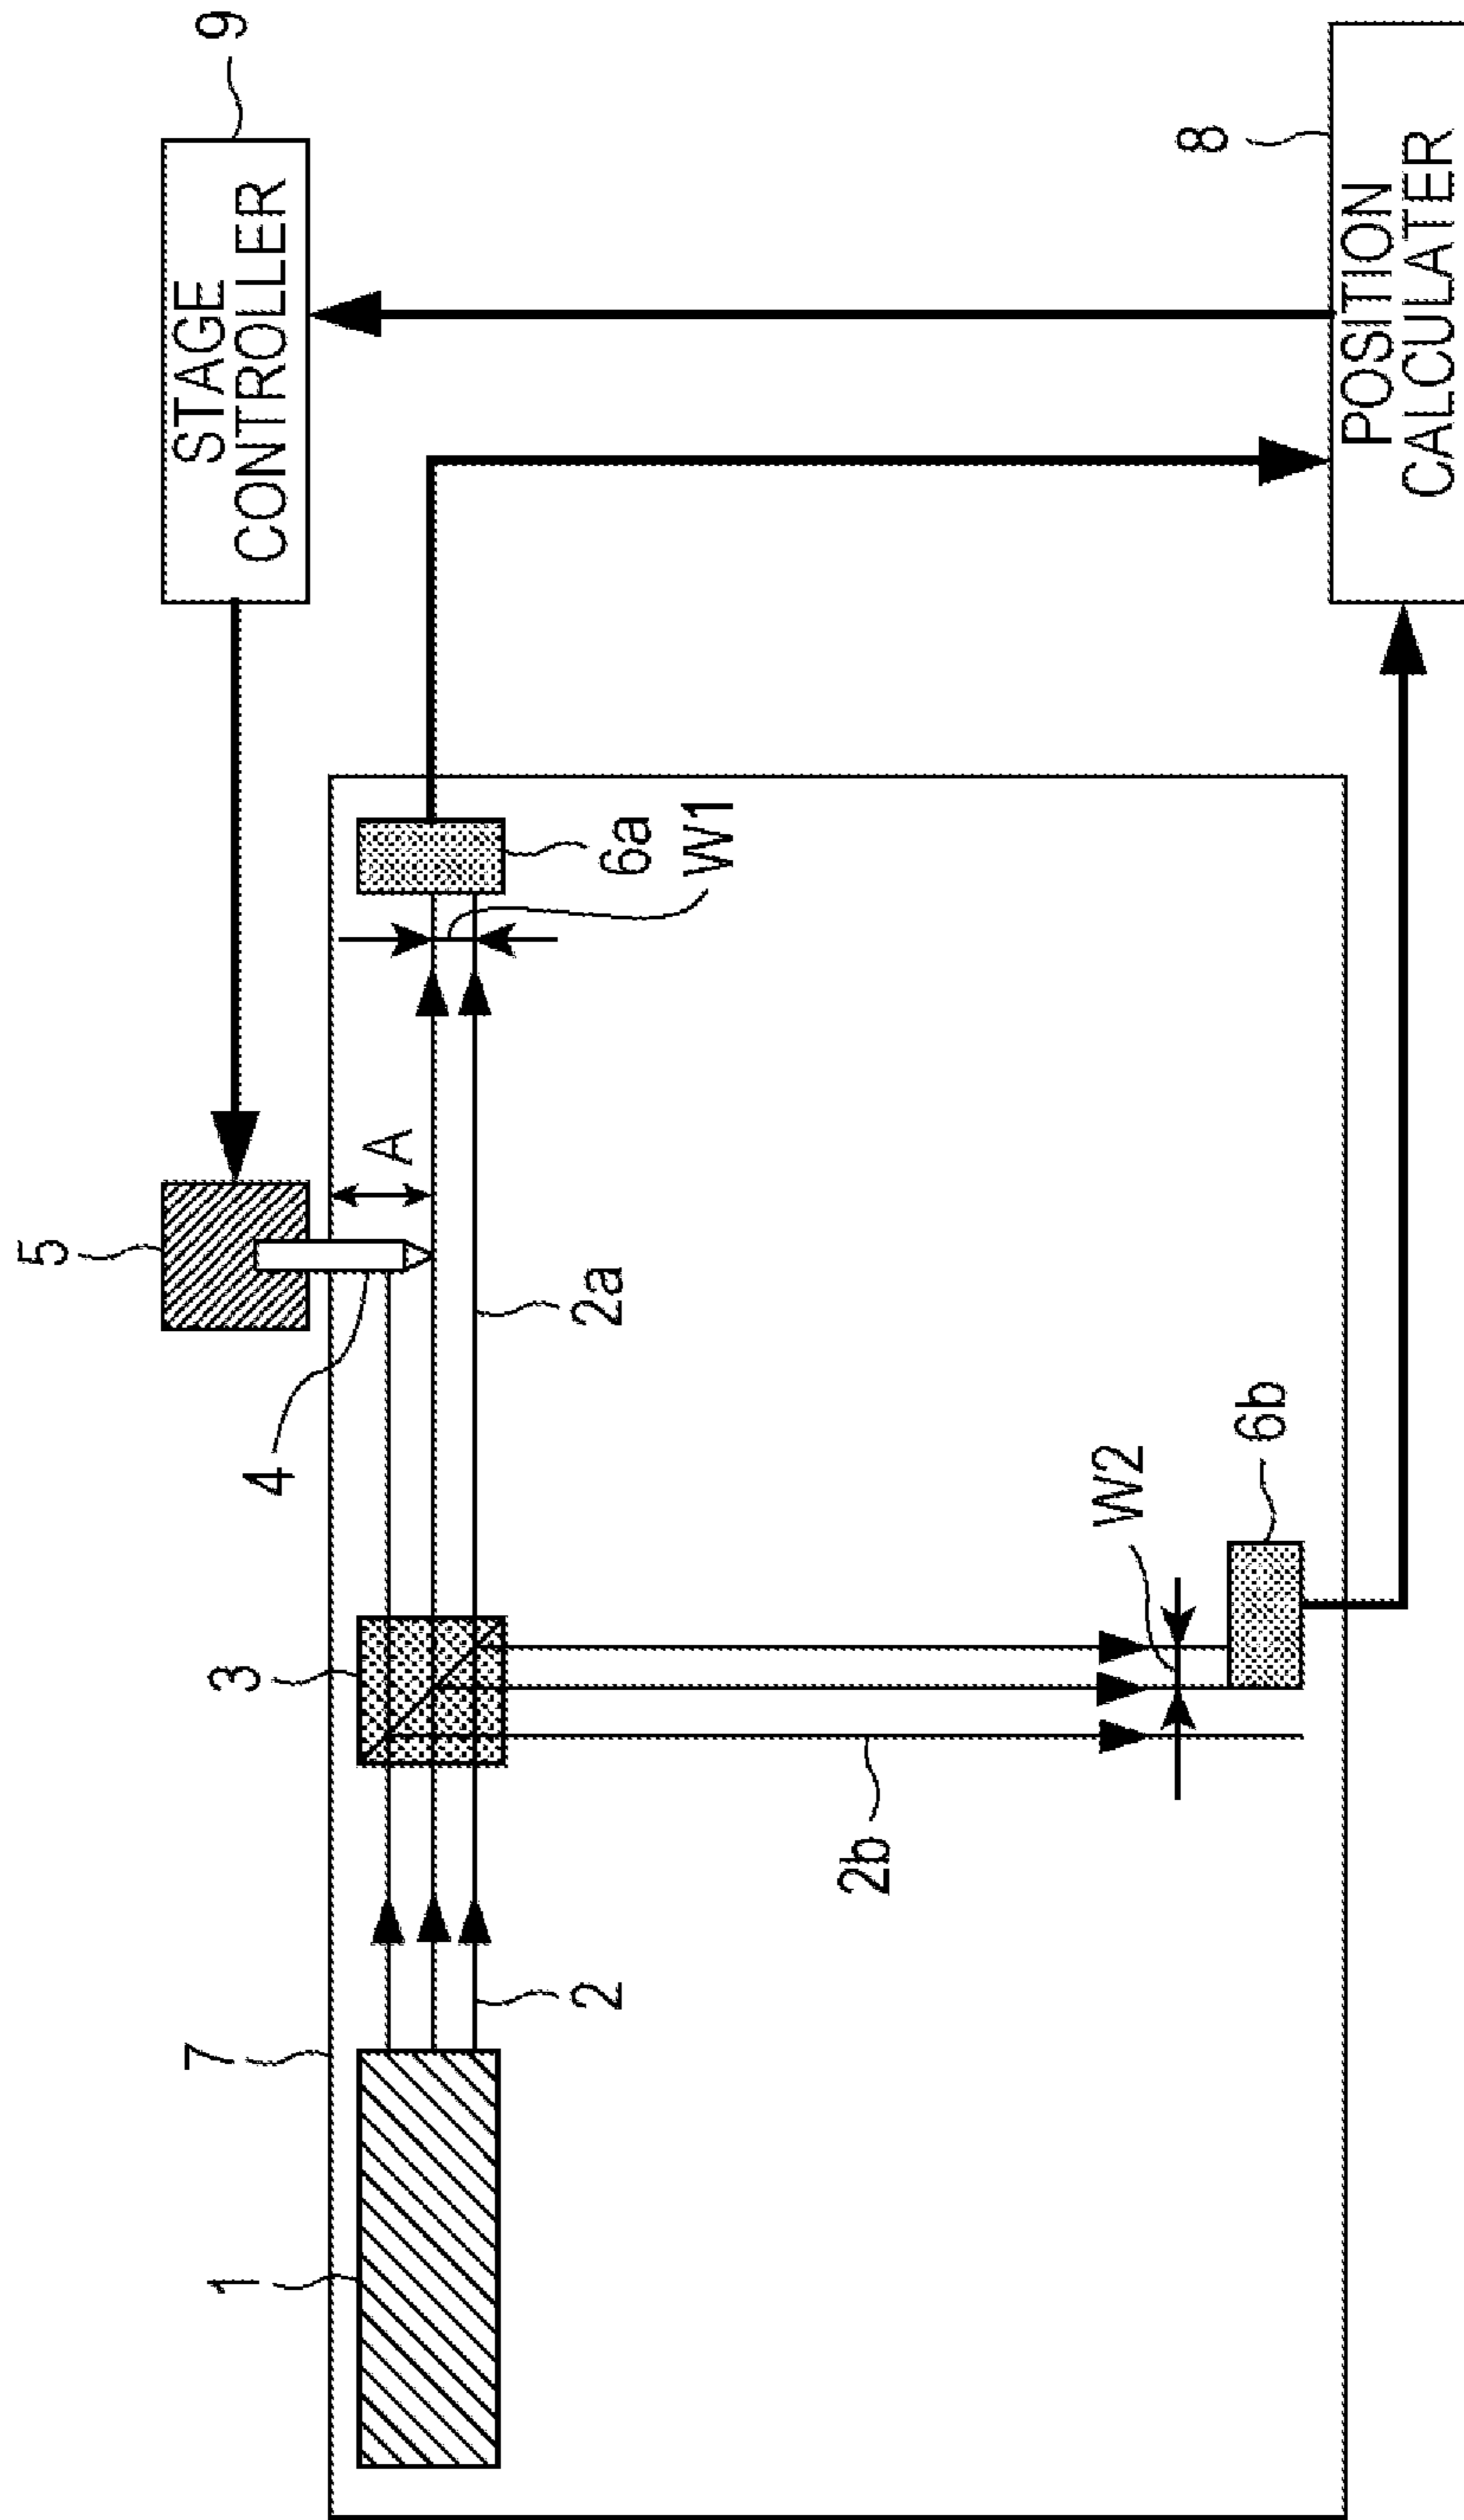 5
7
1
3
9
STAGE
CONTROLLER
4
A
2
2a
6a
W1
2b
W2
8
6b
POSITION
CALCULATER